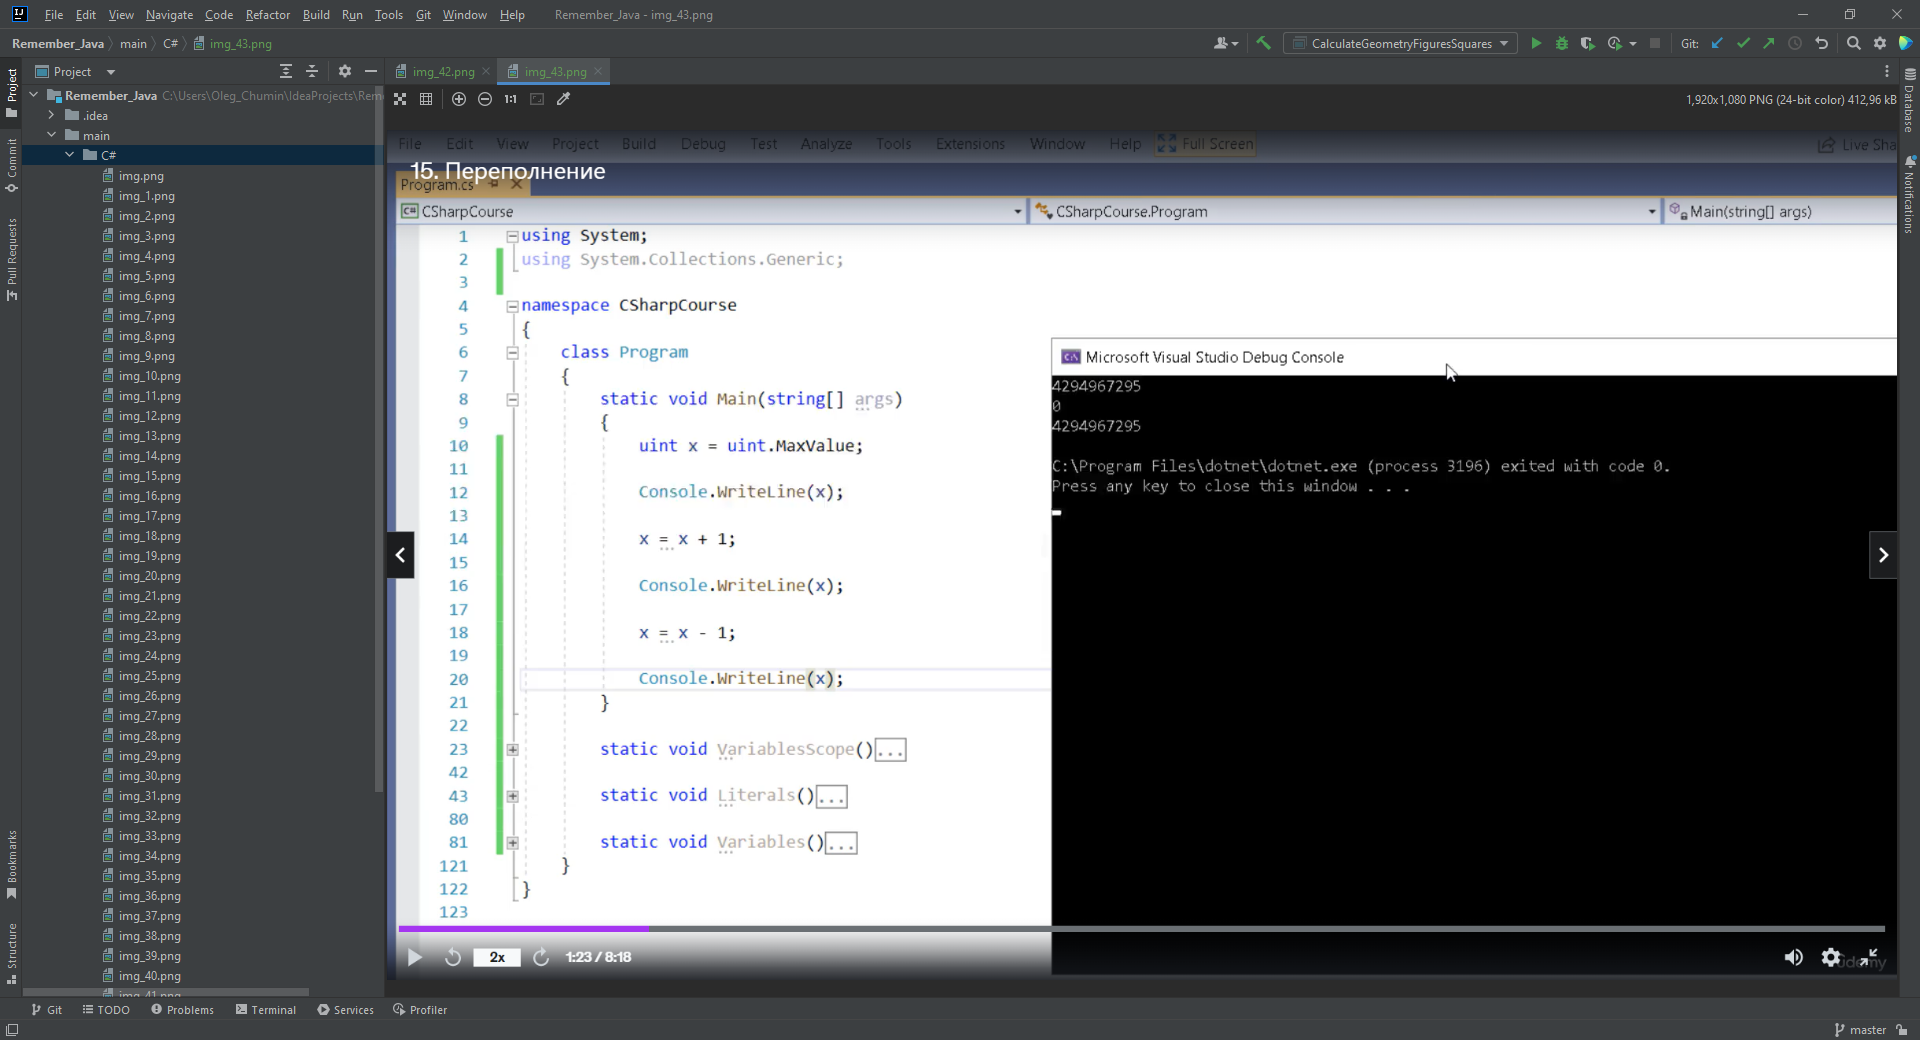 File Edit View Navigate Code Refactor Build Run Tools Git Window Help Remember_Java - img_43.png
Remember_Java main C# img_43.png CalculateGeometryFiguresSquares Git:
Project img_42.png img_43.png
1:1 1,920x1,080 PNG (24-bit color) 412,96 kB
Project
Commit
Pull Requests
Bookmarks
Structure
Database
Notifications
Remember_Java C:\Users\Oleg_Chumin\IdeaProjects\Rem
.idea
main
C#
img.png
img_1.png
img_2.png
img_3.png
img_4.png
img_5.png
img_6.png
img_7.png
img_8.png
img_9.png
img_10.png
img_11.png
img_12.png
img_13.png
img_14.png
img_15.png
img_16.png
img_17.png
img_18.png
img_19.png
img_20.png
img_21.png
img_22.png
img_23.png
img_24.png
img_25.png
img_26.png
img_27.png
img_28.png
img_29.png
img_30.png
img_31.png
img_32.png
img_33.png
img_34.png
img_35.png
img_36.png
img_37.png
img_38.png
img_39.png
img_40.png
img_41.png
File Edit View Project Build Debug Test Analyze Tools Extensions Window Help Full Screen Live Sha
15. Переполнение
Program.cs
CSharpCourse CSharpCourse.Program Main(string[] args)
1 using System;
2 using System.Collections.Generic;
3
4 namespace CSharpCourse
5 {
6 class Program
7 {
8 static void Main(string[] args)
9 {
10 uint x = uint.MaxValue;
11
12 Console.WriteLine(x);
13
14 x = x + 1;
15
16 Console.WriteLine(x);
17
18 x = x - 1;
19
20 Console.WriteLine(x);
21 }
22
23 static void VariablesScope()...
42
43 static void Literals()...
80
81 static void Variables()...
121 }
122 }
123
Microsoft Visual Studio Debug Console
4294967295
0
4294967295
C:\Program Files\dotnet\dotnet.exe (process 3196) exited with code 0.
Press any key to close this window . . .
2x 1:23 / 8:18
udemy
Git TODO Problems Terminal Services Profiler
master